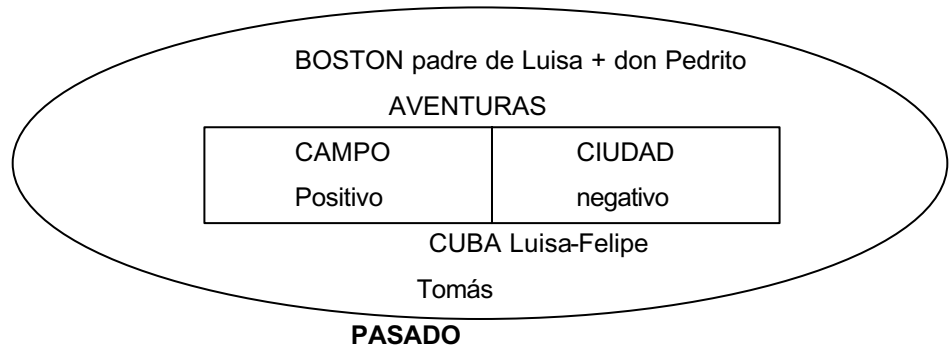 BOSTON padre de Luisa + don Pedrito
AVENTURAS
CAMPO CIUDAD
Positivo negativo
CUBA Luisa-Felipe
Tomás
PASADO